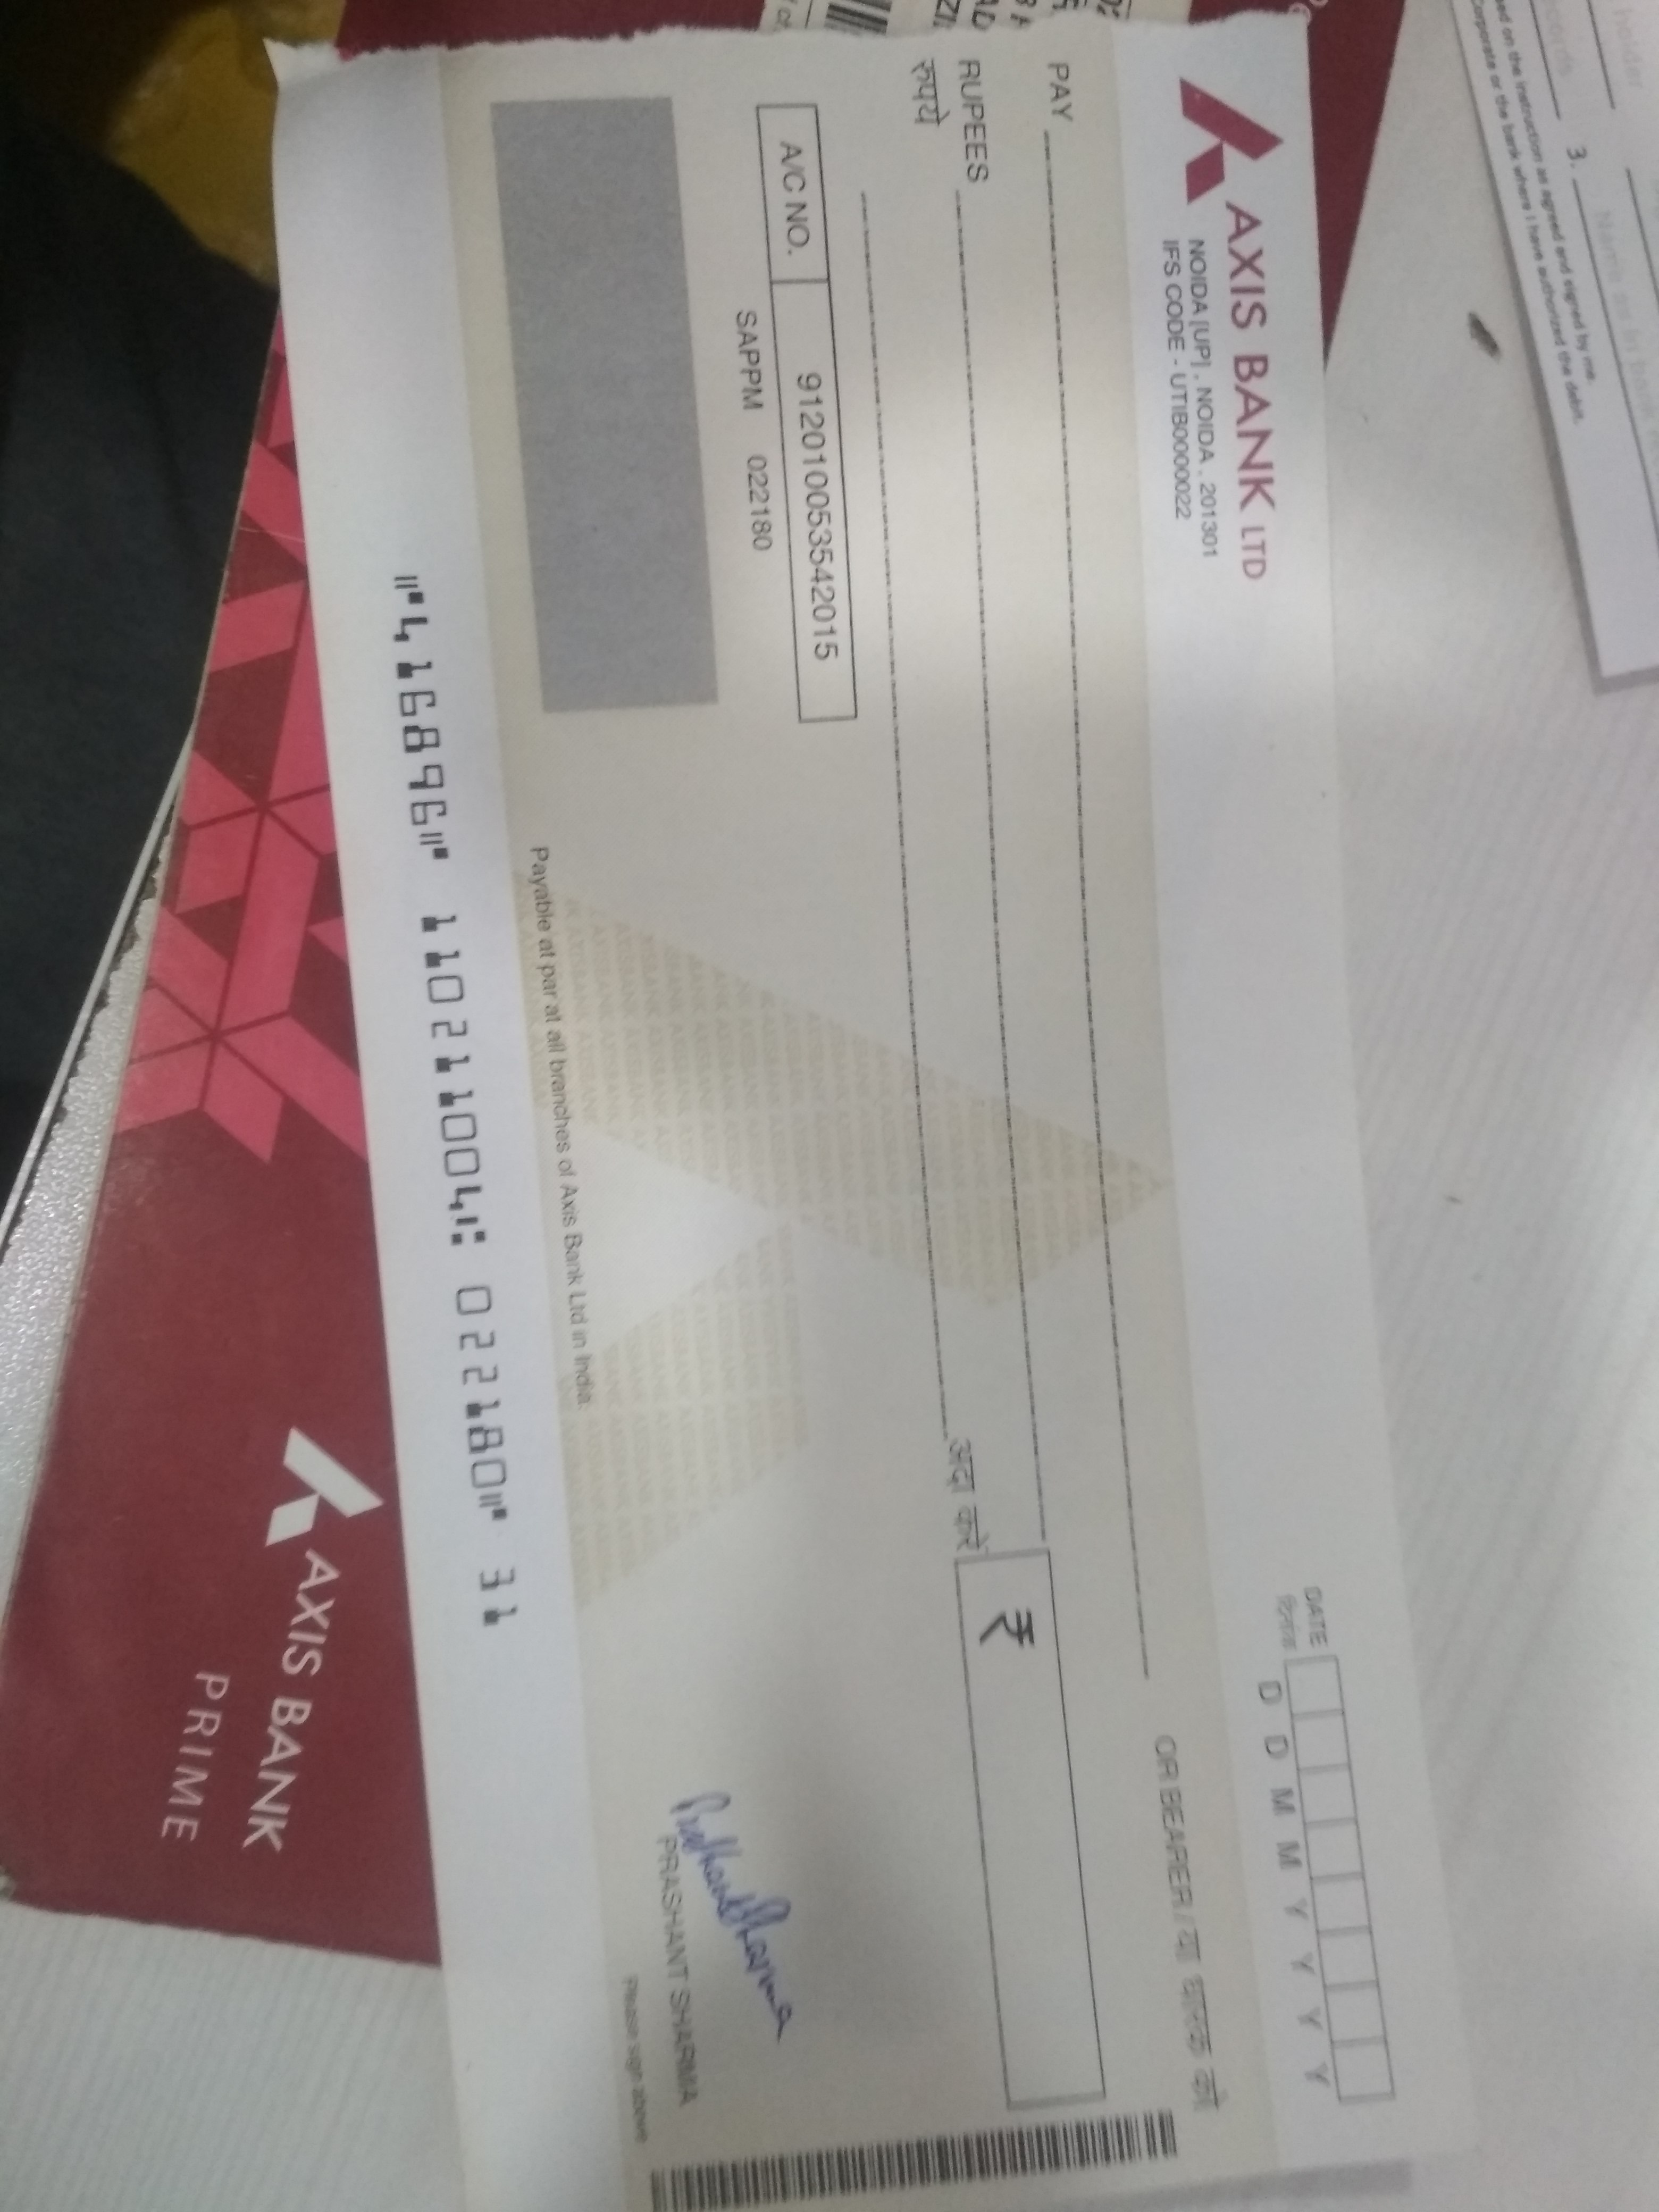 AXIS BANK LTD
NOIDA [UP], NOIDA . 201301
IFS CODE - UTIB0000022
DATE
दिनांक
D D M M Y Y Y Y
PAY
OR BEARER / या धारक को
RUPEES
रुपये
अदा करें
₹
A/C NO.
912010053542015
SAPPM 022180
Prashant Sharma
PRASHANT SHARMA
Please sign above
Payable at par at all branches of Axis Bank Ltd in India.
⑈416896⑈ 110211004⑆ 022180⑈ 31
AXIS BANK
PRIME
holder
3.
on the instruction as agreed and signed by me.
corporate or the bank where I have authorized the debit.